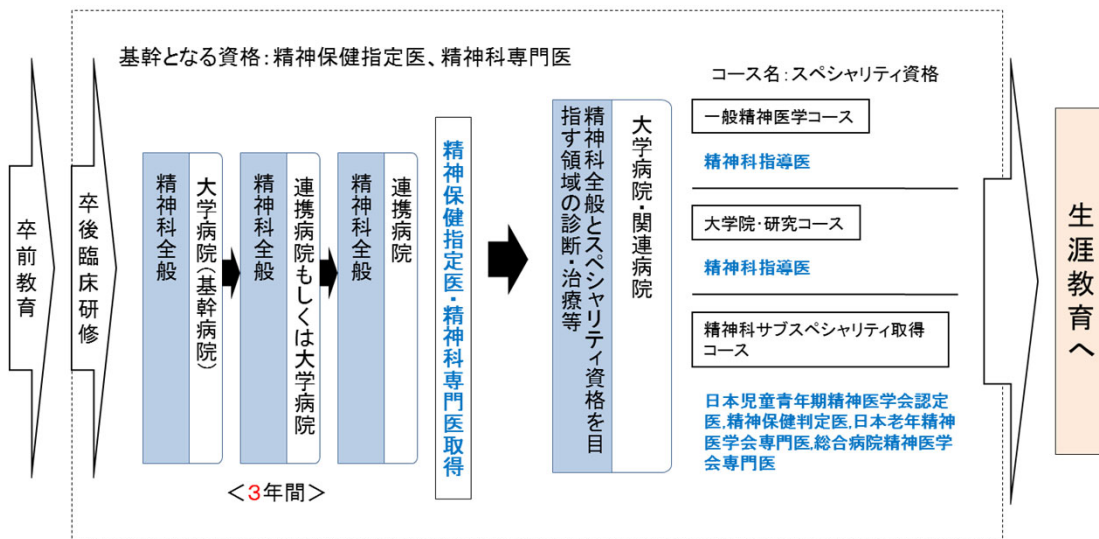 基幹となる資格：精神保健指定医、精神科専門医
卒前教育
卒後臨床研修
精神科全般
大学病院(基幹病院)
精神科全般
連携病院もしくは大学病院
精神科全般
連携病院
＜３年間＞
精神保健指定医・精神科専門医取得
精神科全般とスペシャリティ資格を目
指す領域の診断・治療等
大学病院・関連病院
コース名：スペシャリティ資格
一般精神医学コース
精神科指導医
大学院・研究コース
精神科指導医
精神科サブスペシャリティ取得
コース
日本児童青年期精神医学会認定
医,精神保健判定医,日本老年精神
医学会専門医,総合病院精神医学
会専門医
生涯教育へ